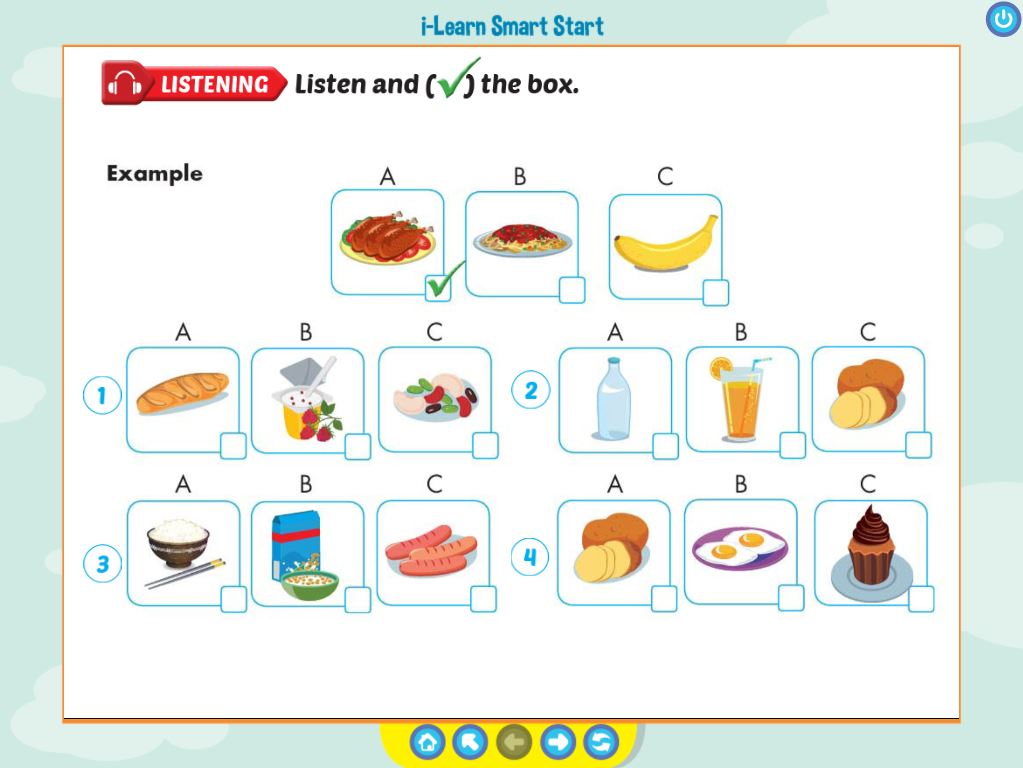 i-Learn Smart Start
LISTENING Listen and (✓) the box.
Example
A B C
A B C
1
A B C
2
A B C
3
A B C
4